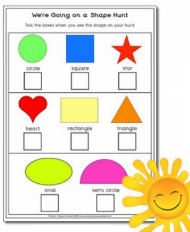 We're Going on a Shape Hunt
Tick the boxes when you see the shape on your hunt.
circle square star
heart rectangle triangle
oval semi circle